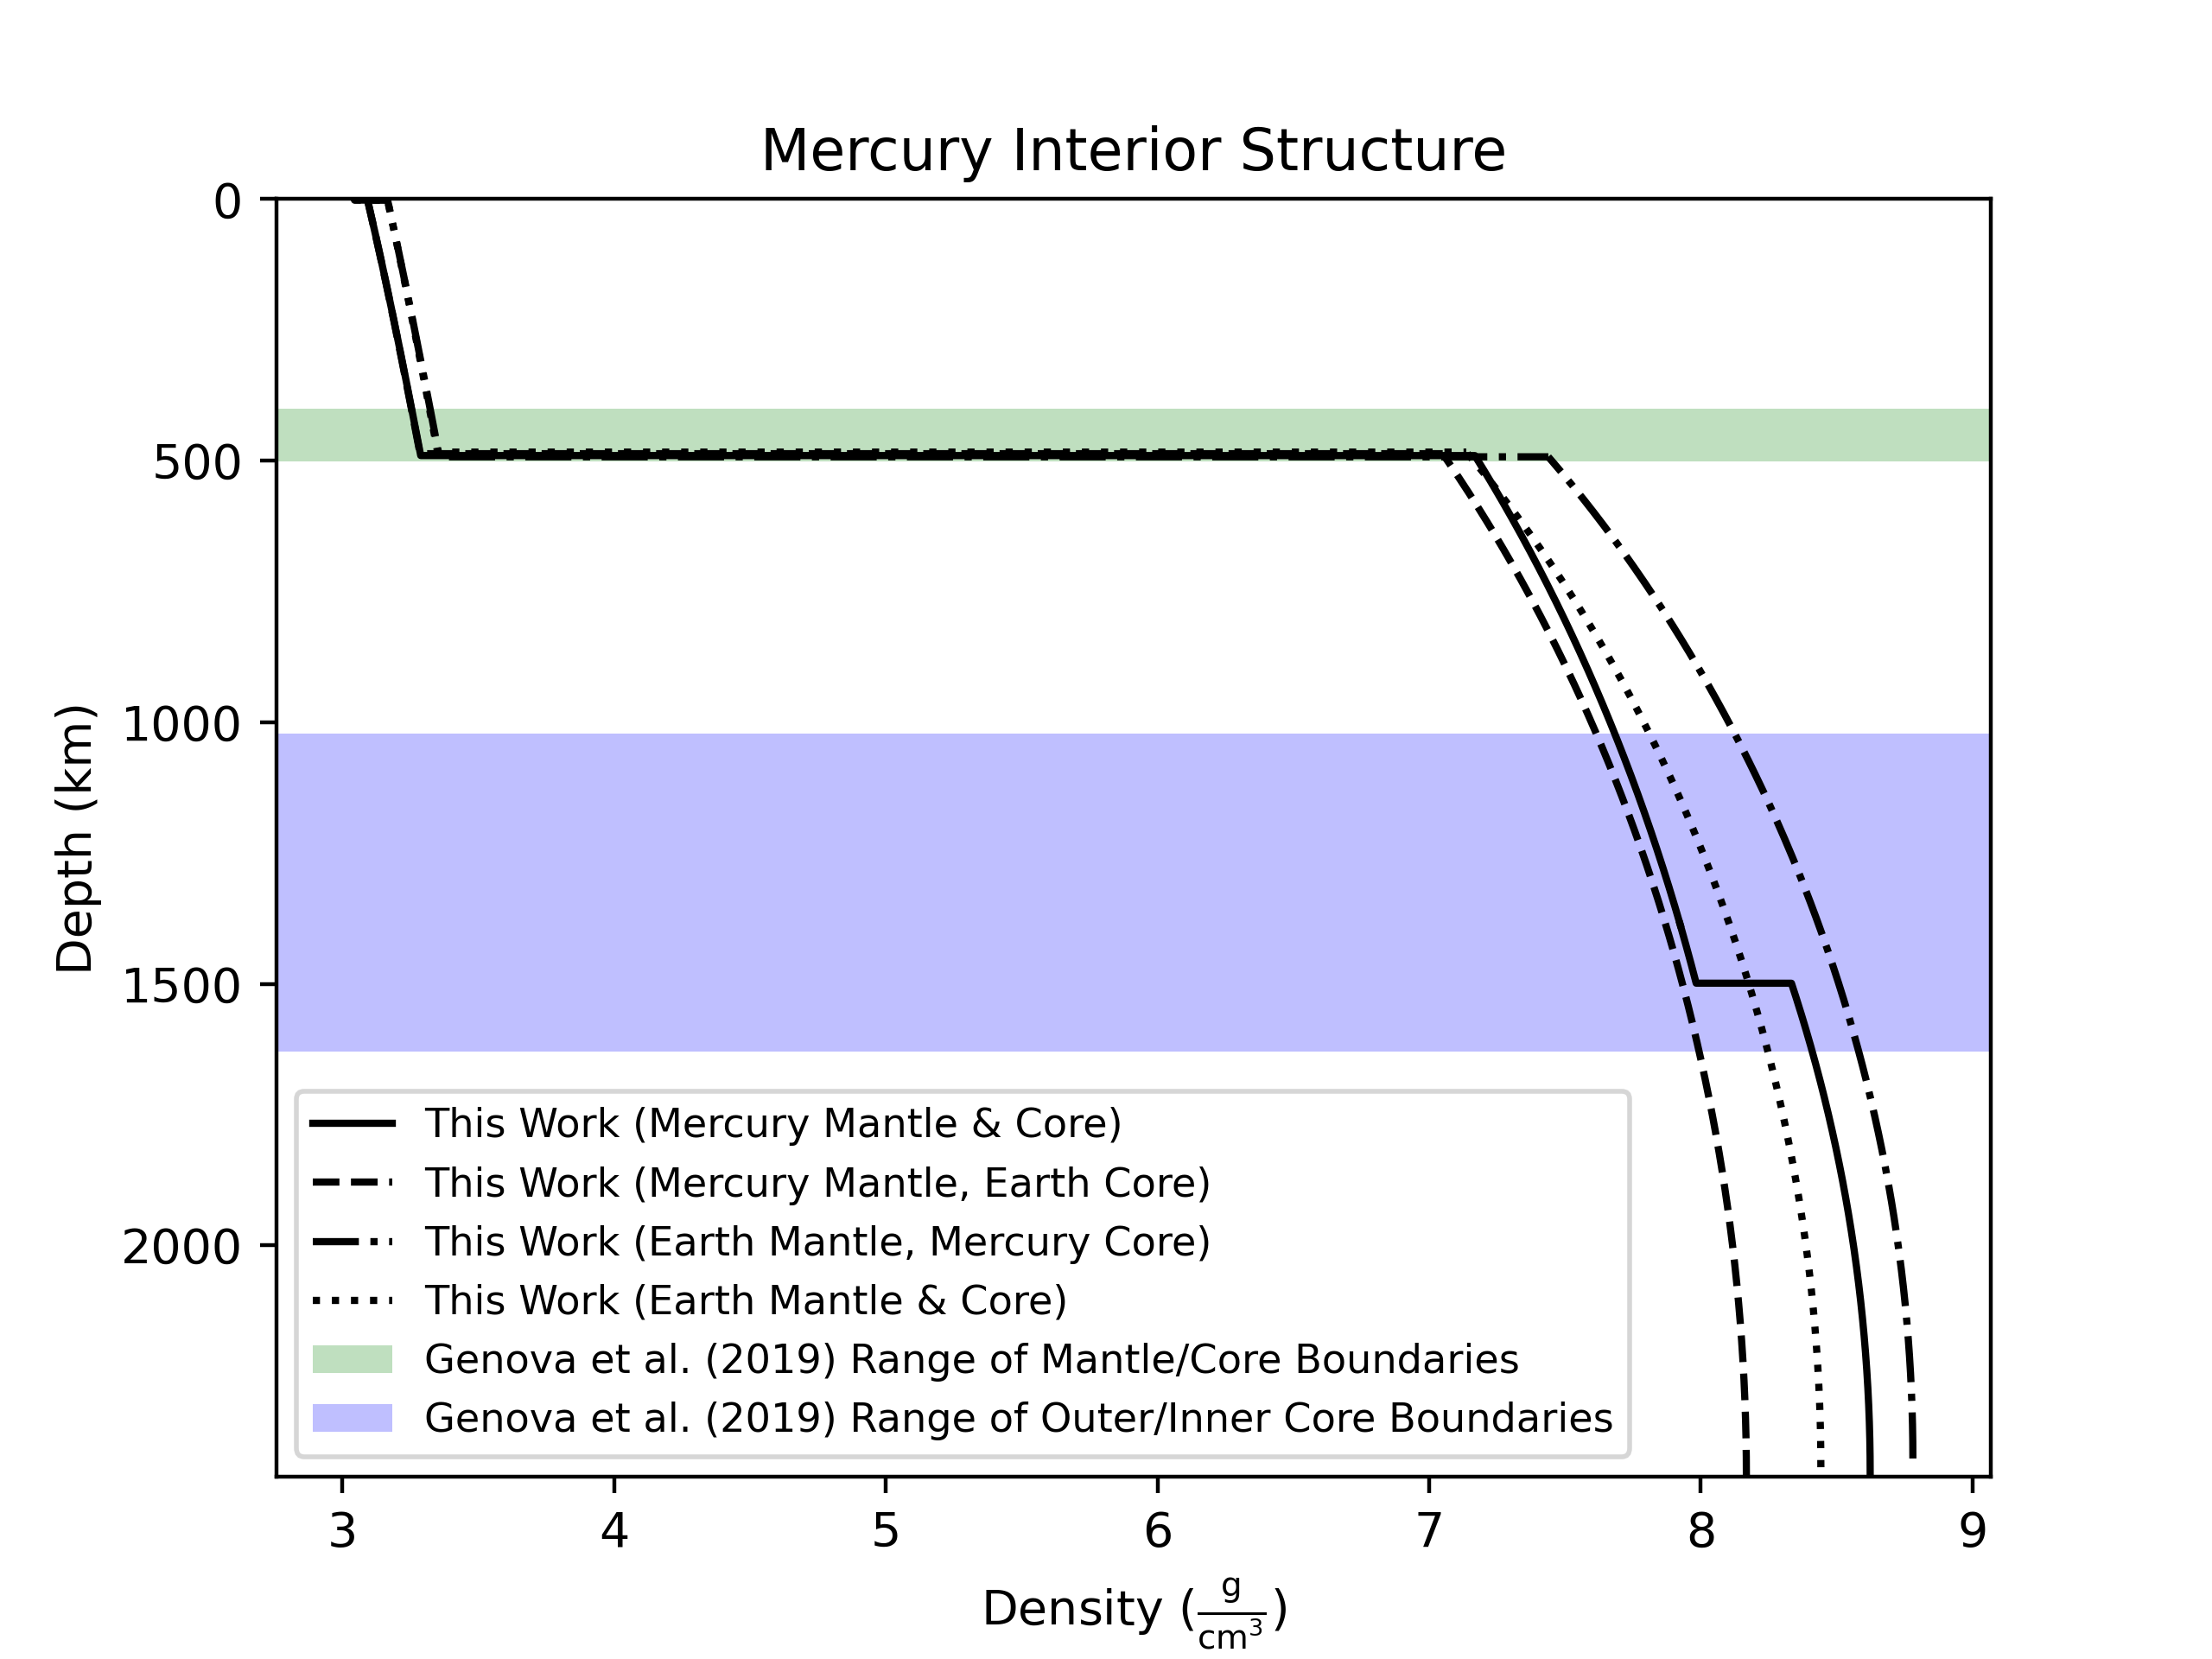 Mercury Interior Structure
0
500
1000
1500
2000
Depth (km)
This Work (Mercury Mantle & Core)
This Work (Mercury Mantle, Earth Core)
This Work (Earth Mantle, Mercury Core)
This Work (Earth Mantle & Core)
Genova et al. (2019) Range of Mantle/Core Boundaries
Genova et al. (2019) Range of Outer/Inner Core Boundaries
3 4 5 6 7 8 9
Density (g/cm³)